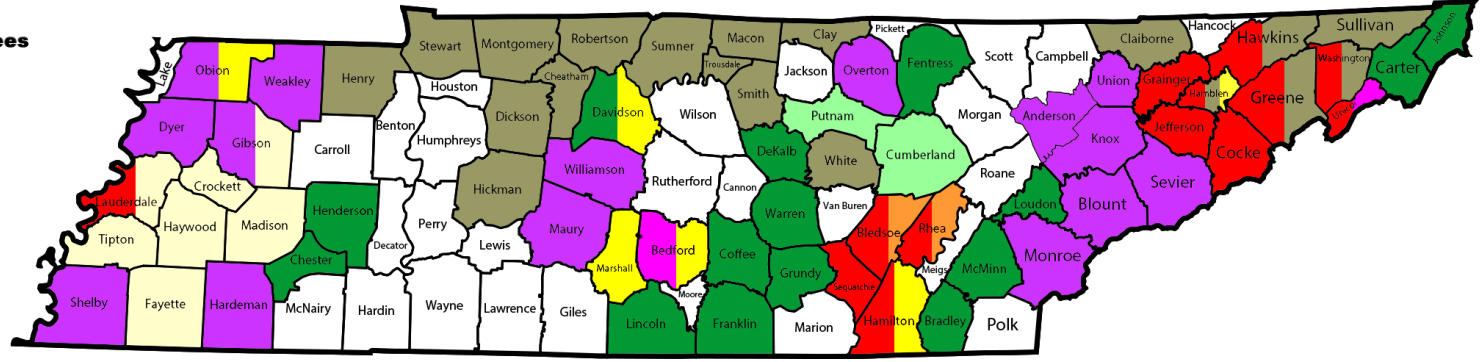 ees
Lake
Obion
Weakley
Henry
Stewart
Montgomery
Robertson
Sumner
Macon
Trousdale
Clay
Pickett
Jackson
Overton
Fentress
Scott
Campbell
Claiborne
Hancock
Hawkins
Sullivan
Johnson
Carter
Washington
Unicoi
Greene
Hamblen
Grainger
Union
Anderson
Knox
Jefferson
Cocke
Sevier
Blount
Monroe
Loudon
Roane
Morgan
Cumberland
Putnam
White
DeKalb
Smith
Wilson
Davidson
Cheatham
Dickson
Houston
Humphreys
Benton
Carroll
Gibson
Dyer
Lauderdale
Crockett
Haywood
Madison
Tipton
Henderson
Chester
Decator
Perry
Hickman
Lewis
Maury
Williamson
Rutherford
Cannon
Warren
Van Buren
Bledsoe
Rhea
Meigs
McMinn
Polk
Bradley
Hamilton
Sequatchie
Marion
Grundy
Coffee
Franklin
Moore
Bedford
Marshall
Lincoln
Giles
Lawrence
Wayne
Hardin
McNairy
Hardeman
Fayette
Shelby